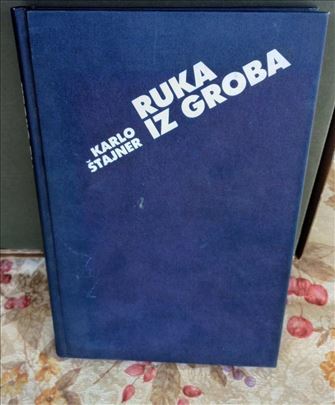 KARLO
ŠTAJNER
RUKA
IZ GROBA